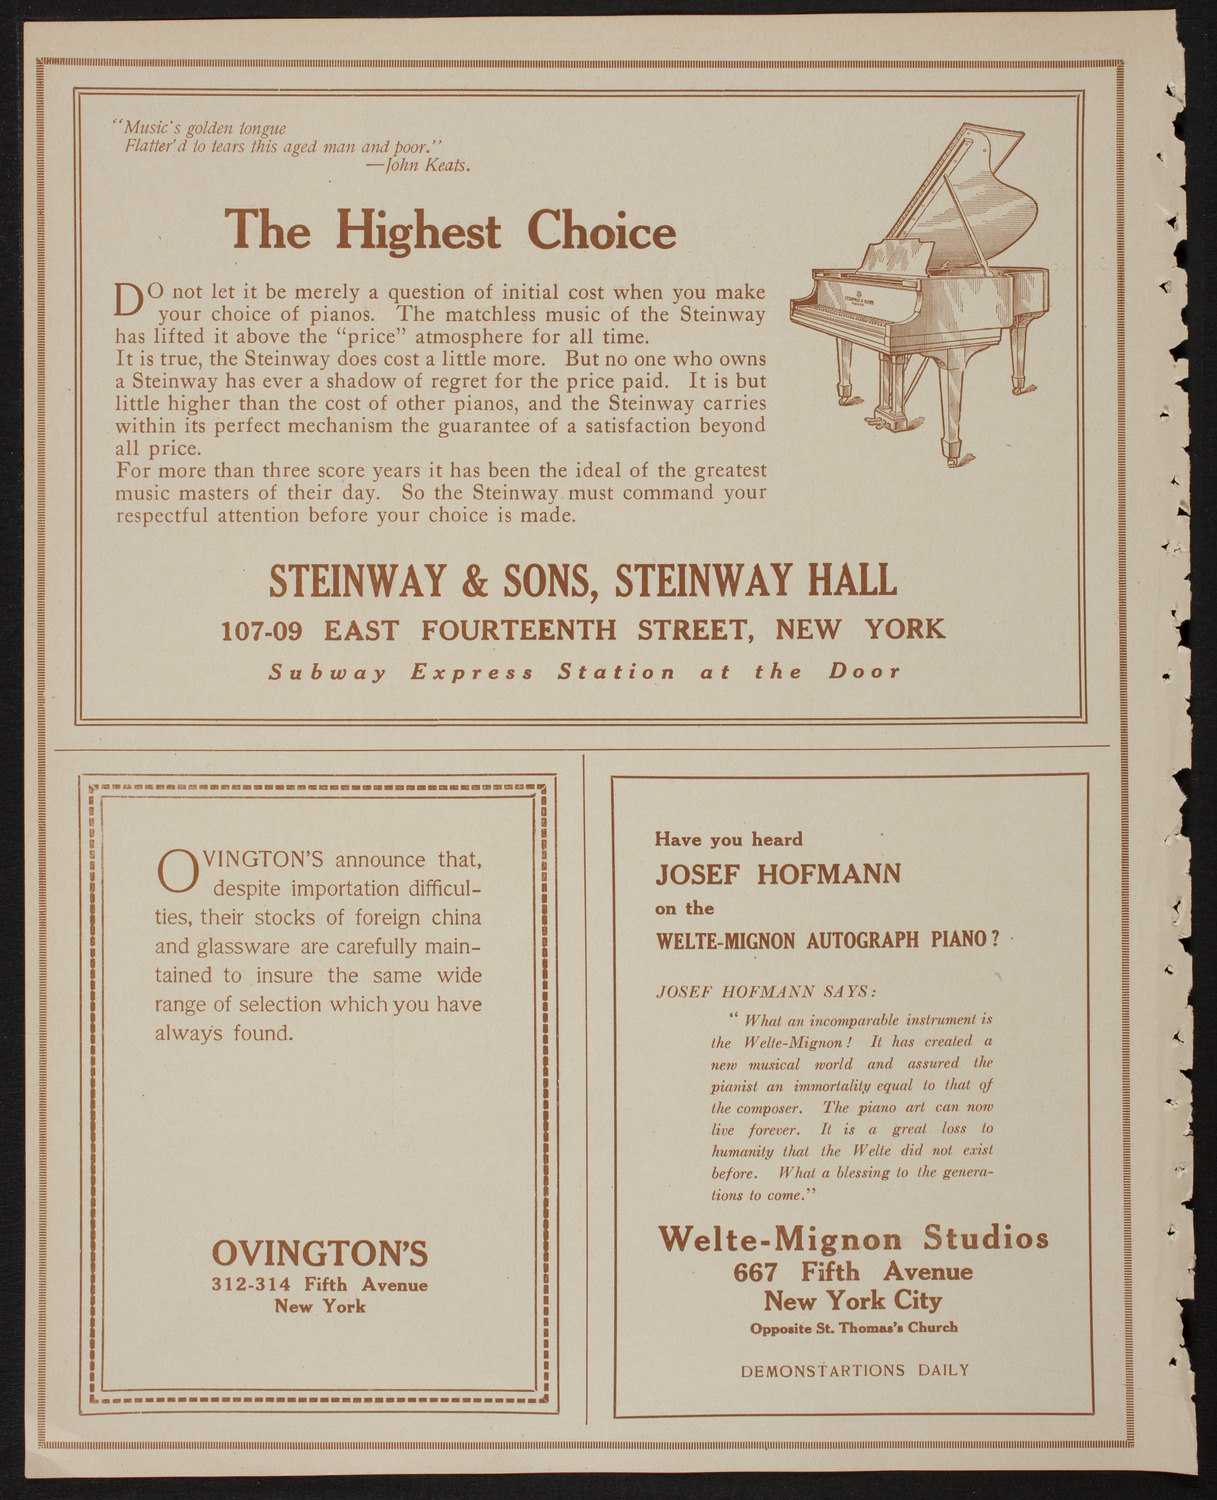 “Music's golden tongue
Flatter'd to tears this aged man and poor.”
—John Keats.
The Highest Choice
DO not let it be merely a question of initial cost when you make
your choice of pianos. The matchless music of the Steinway
has lifted it above the “price” atmosphere for all time.
It is true, the Steinway does cost a little more. But no one who owns
a Steinway has ever a shadow of regret for the price paid. It is but
little higher than the cost of other pianos, and the Steinway carries
within its perfect mechanism the guarantee of a satisfaction beyond
all price.
For more than three score years it has been the ideal of the greatest
music masters of their day. So the Steinway must command your
respectful attention before your choice is made.
STEINWAY & SONS, STEINWAY HALL
107-09 EAST FOURTEENTH STREET, NEW YORK
Subway Express Station at the Door
OVINGTON'S announce that,
despite importation difficul-
ties, their stocks of foreign china
and glassware are carefully main-
tained to insure the same wide
range of selection which you have
always found.
OVINGTON'S
312-314 Fifth Avenue
New York
Have you heard
JOSEF HOFMANN
on the
WELTE-MIGNON AUTOGRAPH PIANO?
JOSEF HOFMANN SAYS:
“ What an incomparable instrument is
the Welte-Mignon! It has created a
new musical world and assured the
pianist an immortality equal to that of
the composer. The piano art can now
live forever. It is a great loss to
humanity that the Welte did not exist
before. What a blessing to the genera-
tions to come.”
Welte-Mignon Studios
667 Fifth Avenue
New York City
Opposite St. Thomas's Church
DEMONSTARTIONS DAILY